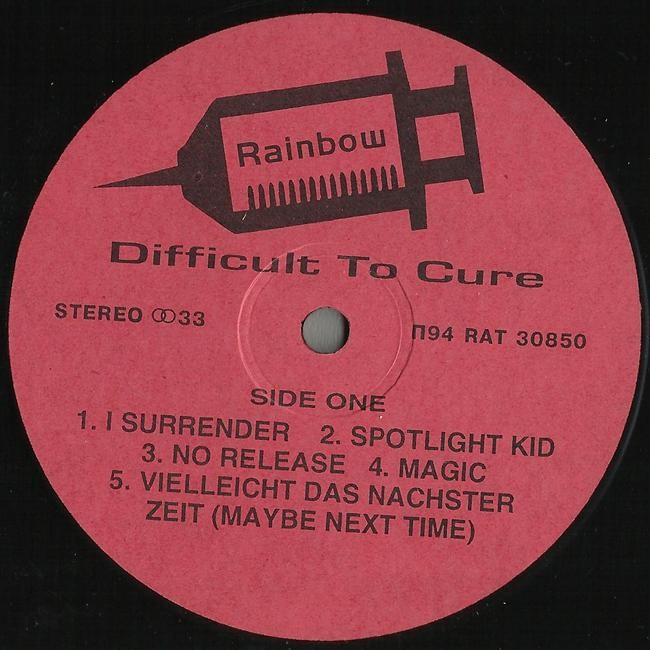 Rainbow
Difficult To Cure
STEREO ꝏ33
П94 RAT 30850
SIDE ONE
1. I SURRENDER 2. SPOTLIGHT KID
3. NO RELEASE 4. MAGIC
5. VIELLEICHT DAS NACHSTER
ZEIT (MAYBE NEXT TIME)